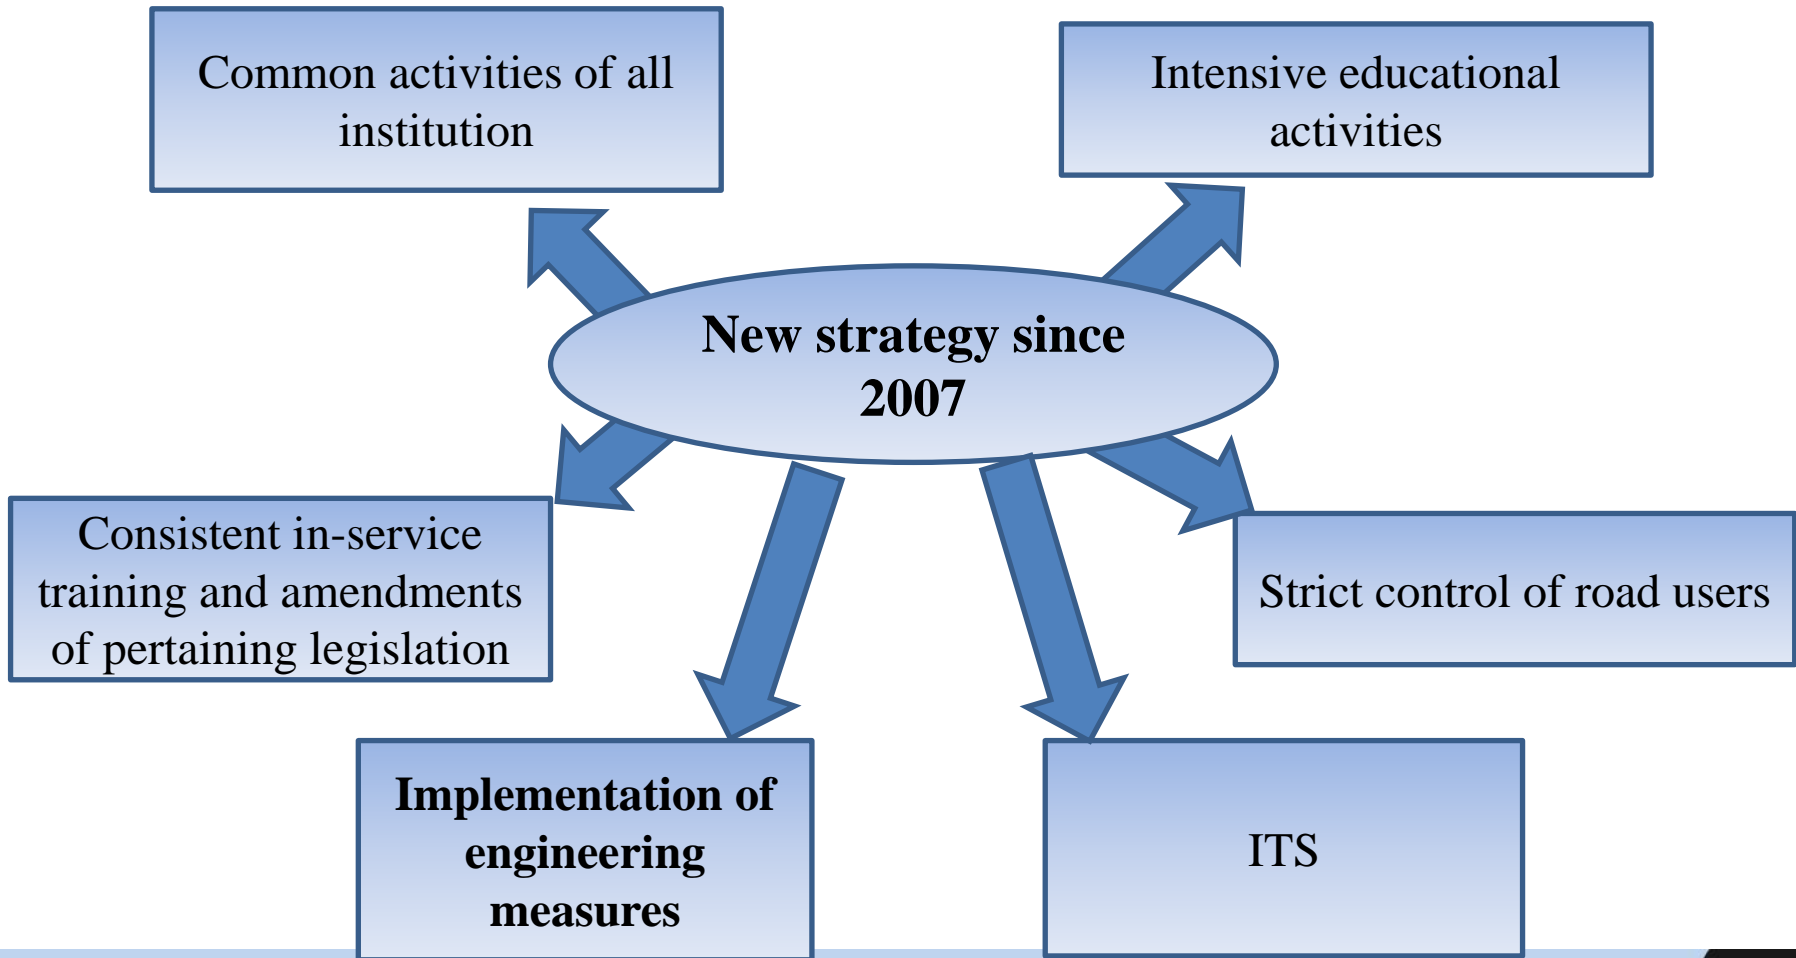 Common activities of all
institution
Intensive educational
activities
New strategy since
2007
Consistent in-service
training and amendments
of pertaining legislation
Strict control of road users
Implementation of
engineering
measures
ITS